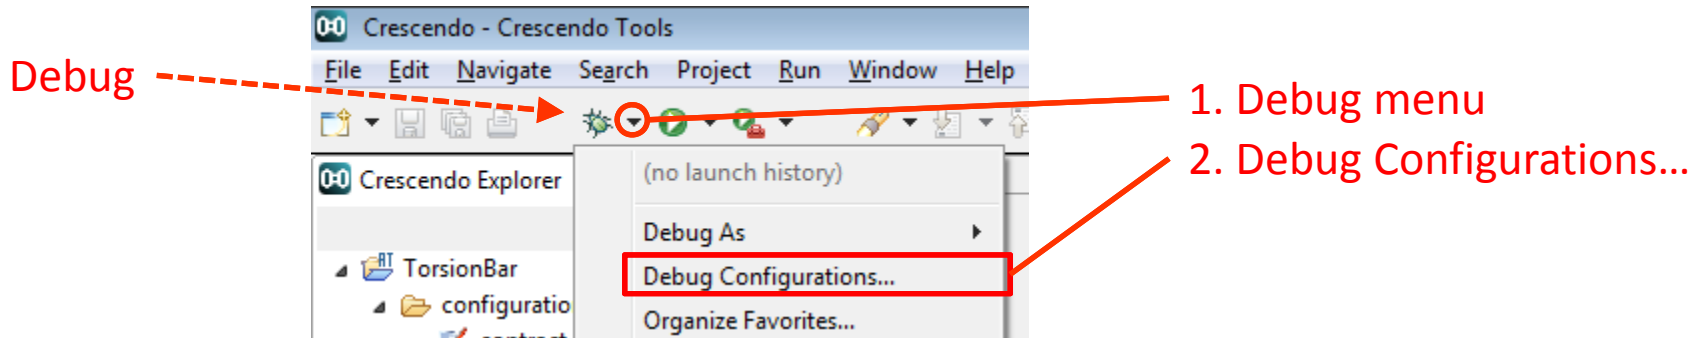 Crescendo - Crescendo Tools
File Edit Navigate Search Project Run Window Help
Debug
1. Debug menu
2. Debug Configurations...
Crescendo Explorer
(no launch history)
Debug As
TorsionBar
Debug Configurations...
configuratio
Organize Favorites...
contract